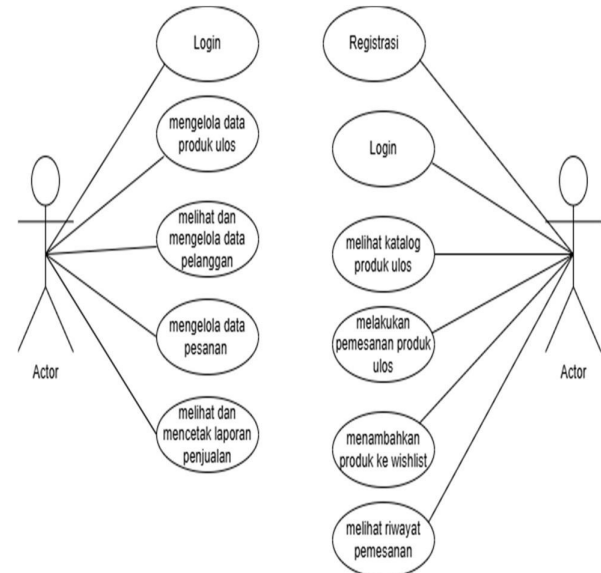 Login
mengelola data
produk ulos
melihat dan
mengelola data
pelanggan
mengelola data
pesanan
melihat dan
mencetak laporan
penjualan
Actor
Registrasi
Login
melihat katalog
produk ulos
melakukan
pemesanan produk
ulos
menambahkan
produk ke wishlist
melihat riwayat
pemesanan
Actor